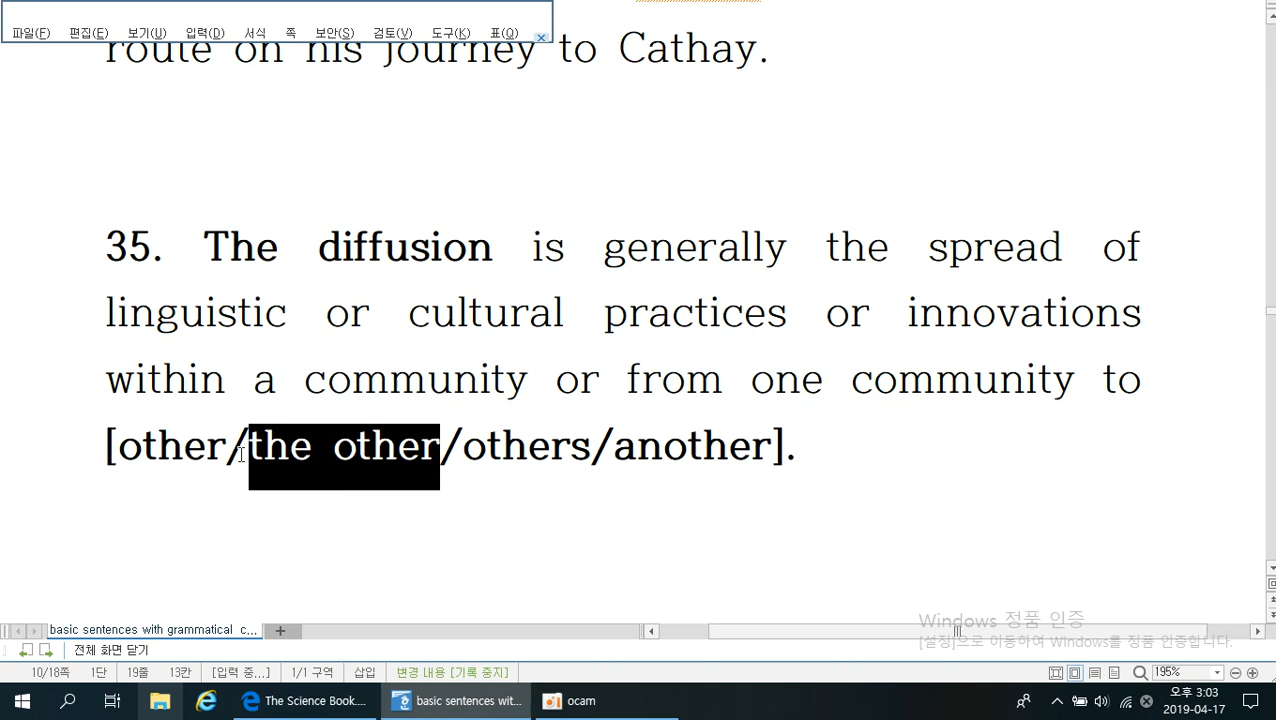 파일(F) 편집(E) 보기(U) 입력(D) 서식 쪽 보안(S) 검토(V) 도구(K) 표(Q)
route on his journey to Cathay.
35. The diffusion is generally the spread of
linguistic or cultural practices or innovations
within a community or from one community to
[other/the other/others/another].
Windows 정품 인증
[설정]으로 이동하여 Windows를 정품 인증합니다.
basic sentences with grammatical c...
전체 화면 닫기
10/18쪽 1단 19줄 13칸 [입력 중...] 1/1 구역 삽입 변경 내용 [기록 중지] 195%
The Science Book.... basic sentences wit... ocam 오후 3:03
2019-04-17